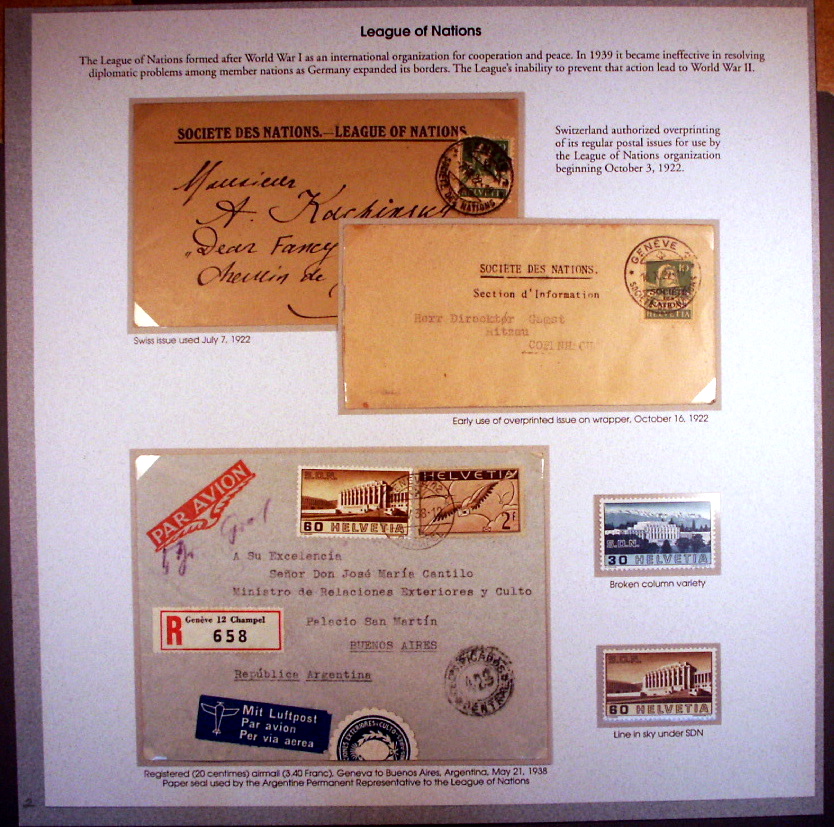 League of Nations
The League of Nations formed after World War I as an international organization for cooperation and peace. In 1939 it became ineffective in resolving
diplomatic problems among member nations as Germany expanded its borders. The League's inability to prevent that action lead to World War II.
SOCIETE DES NATIONS.—LEAGUE OF NATIONS
Monsieur
A.
"Dear Fancy
Chemin de
NATIONS
HELVETIA
Swiss issue used July 7, 1922
Switzerland authorized overprinting
of its regular postal issues for use by
the League of Nations organization
beginning October 3, 1922.
SOCIETE DES NATIONS.
Section d'Information
Herr Direcktør
Ritzau
GENÈVE
10
SOCIÉTÉ
DES
NATIONS
HELVETIA
Early use of overprinted issue on wrapper, October 16, 1922
PAR AVION
S.D.N.
60 HELVETIA
HELVETIA
2F
A Su Excelencia
Señor Don José María Cantilo
Ministro de Relaciones Exteriores y Culto
Palacio San Martín
BUENOS AIRES
República Argentina
R Genève 12 Champel
658
Mit Luftpost
Par avion
Per via aerea
Registered (20 centimes) airmail (3.40 Franc), Geneva to Buenos Aires, Argentina, May 21, 1938
Paper seal used by the Argentine Permanent Representative to the League of Nations
S.D.N.
30 HELVETIA
Broken column variety
S.D.N.
60 HELVETIA
Line in sky under SDN